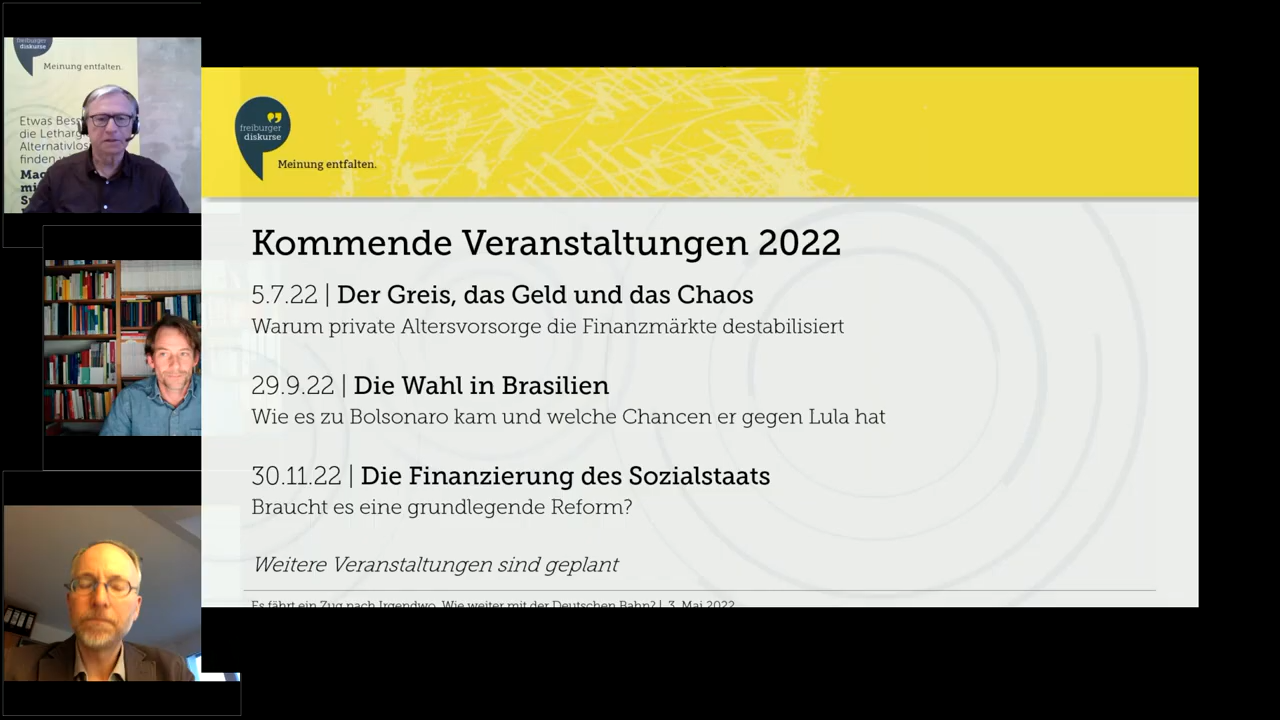 freiburger
diskurse
Meinung entfalten.
Etwas Bess
die Letharg
Alternativlos
finden
Mac
mi
freiburger
diskurse
Meinung entfalten.
Kommende Veranstaltungen 2022
5.7.22 | Der Greis, das Geld und das Chaos
Warum private Altersvorsorge die Finanzmärkte destabilisiert
29.9.22 | Die Wahl in Brasilien
Wie es zu Bolsonaro kam und welche Chancen er gegen Lula hat
30.11.22 | Die Finanzierung des Sozialstaats
Braucht es eine grundlegende Reform?
Weitere Veranstaltungen sind geplant
Es fährt ein Zug nach Irgendwo. Wie weiter mit der Deutschen Bahn? | 3. Mai 2022